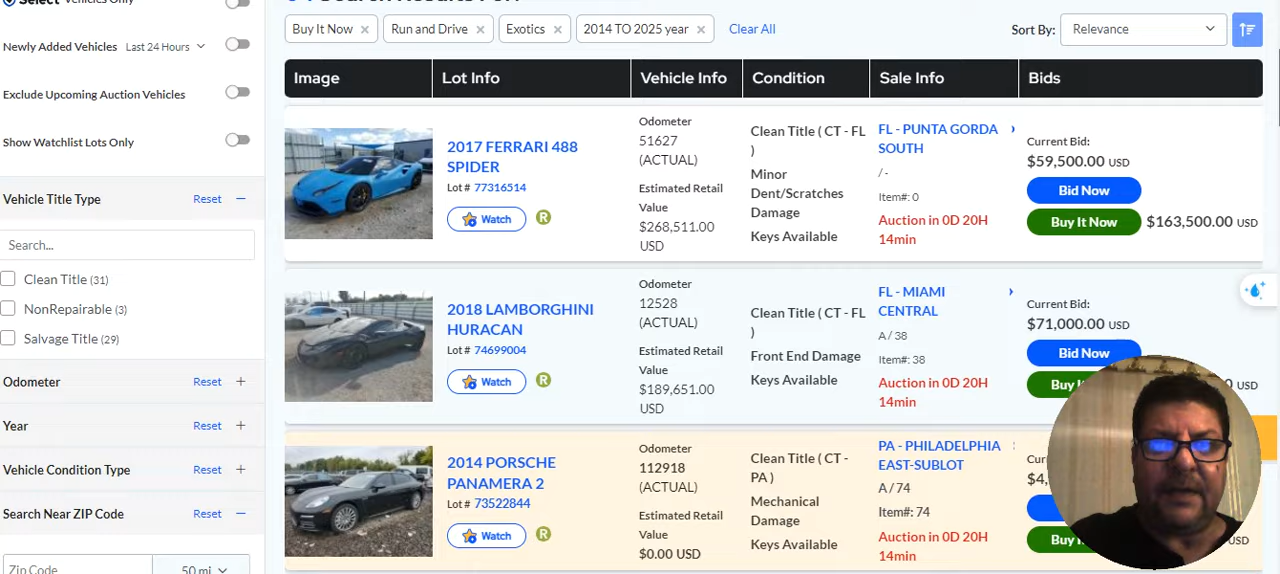 Vehicles Only
Newly Added Vehicles Last 24 Hours
Exclude Upcoming Auction Vehicles
Show Watchlist Lots Only
Vehicle Title Type Reset
Search...
Clean Title (31)
NonRepairable (3)
Salvage Title (29)
Odometer Reset
Year Reset
Vehicle Condition Type Reset
Search Near ZIP Code Reset
Zip Code 50 mi
Buy It Now × Run and Drive × Exotics × 2014 TO 2025 year × Clear All
Sort By: Relevance
Image Lot Info Vehicle Info Condition Sale Info Bids
2017 FERRARI 488
SPIDER
Lot # 77316514
Watch R
Odometer
51627
(ACTUAL)
Estimated Retail
Value
$268,511.00
USD
Clean Title ( CT - FL
)
Minor
Dent/Scratches
Damage
Keys Available
FL - PUNTA GORDA
SOUTH
/ -
Item#: 0
Auction in 0D 20H
14min
Current Bid:
$59,500.00 USD
Bid Now
Buy It Now $163,500.00 USD
2018 LAMBORGHINI
HURACAN
Lot # 74699004
Watch R
Odometer
12528
(ACTUAL)
Estimated Retail
Value
$189,651.00
USD
Clean Title ( CT - FL
)
Front End Damage
Keys Available
FL - MIAMI
CENTRAL
A / 38
Item#: 38
Auction in 0D 20H
14min
Current Bid:
$71,000.00 USD
Bid Now
USD
2014 PORSCHE
PANAMERA 2
Lot # 73522844
Watch R
Odometer
112918
(ACTUAL)
Estimated Retail
Value
$0.00 USD
Clean Title ( CT -
PA )
Mechanical
Damage
Keys Available
PA - PHILADELPHIA
EAST-SUBLOT
A / 74
Item#: 74
Auction in 0D 20H
14min